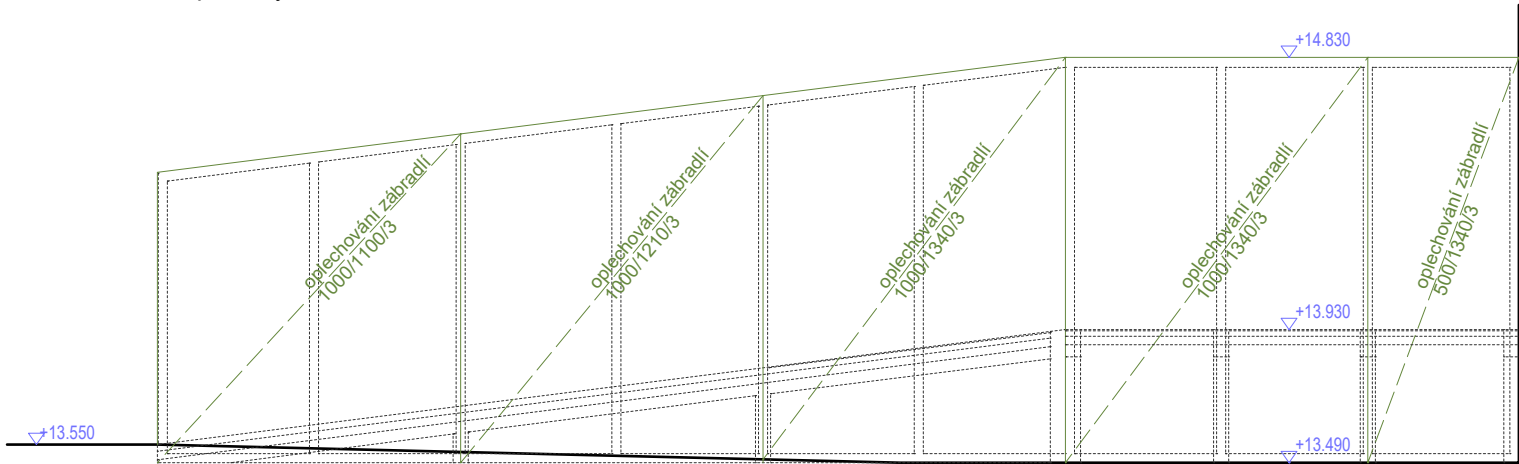 +14.830
oplechování zábradlí
1000/1100/3
oplechování zábradlí
1000/1210/3
oplechování zábradlí
1000/1340/3
oplechování zábradlí
1000/1340/3
oplechování zábradlí
500/1340/3
+13.930
+13.550
+13.490